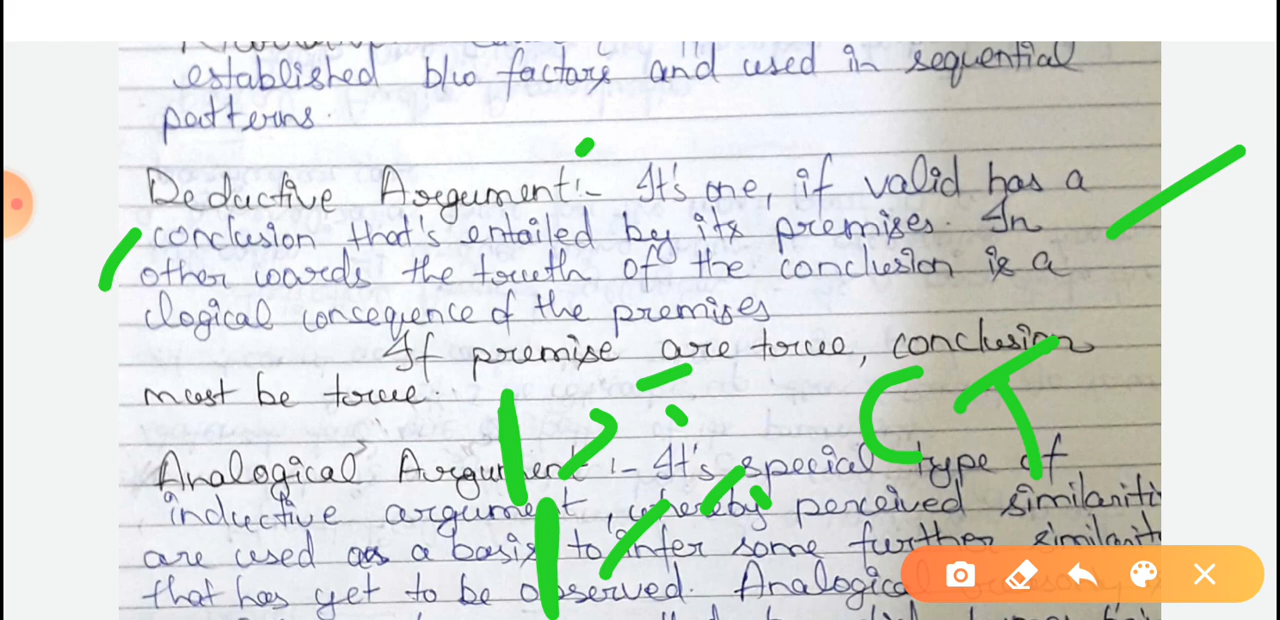 established b/w factors and used in sequential
patterns.
Deductive Argument:- It's one, if valid has a
conclusion that's entailed by its premises. In
other words the truth of the conclusion is a
logical consequence of the premises
If premise are true, conclusion
must be true.
Analogical Argument :- It's special type of
inductive argument, whereby perceived similariti
are used as a basis to infer some further similarit
that has yet to be observed. Analogical
P: CT